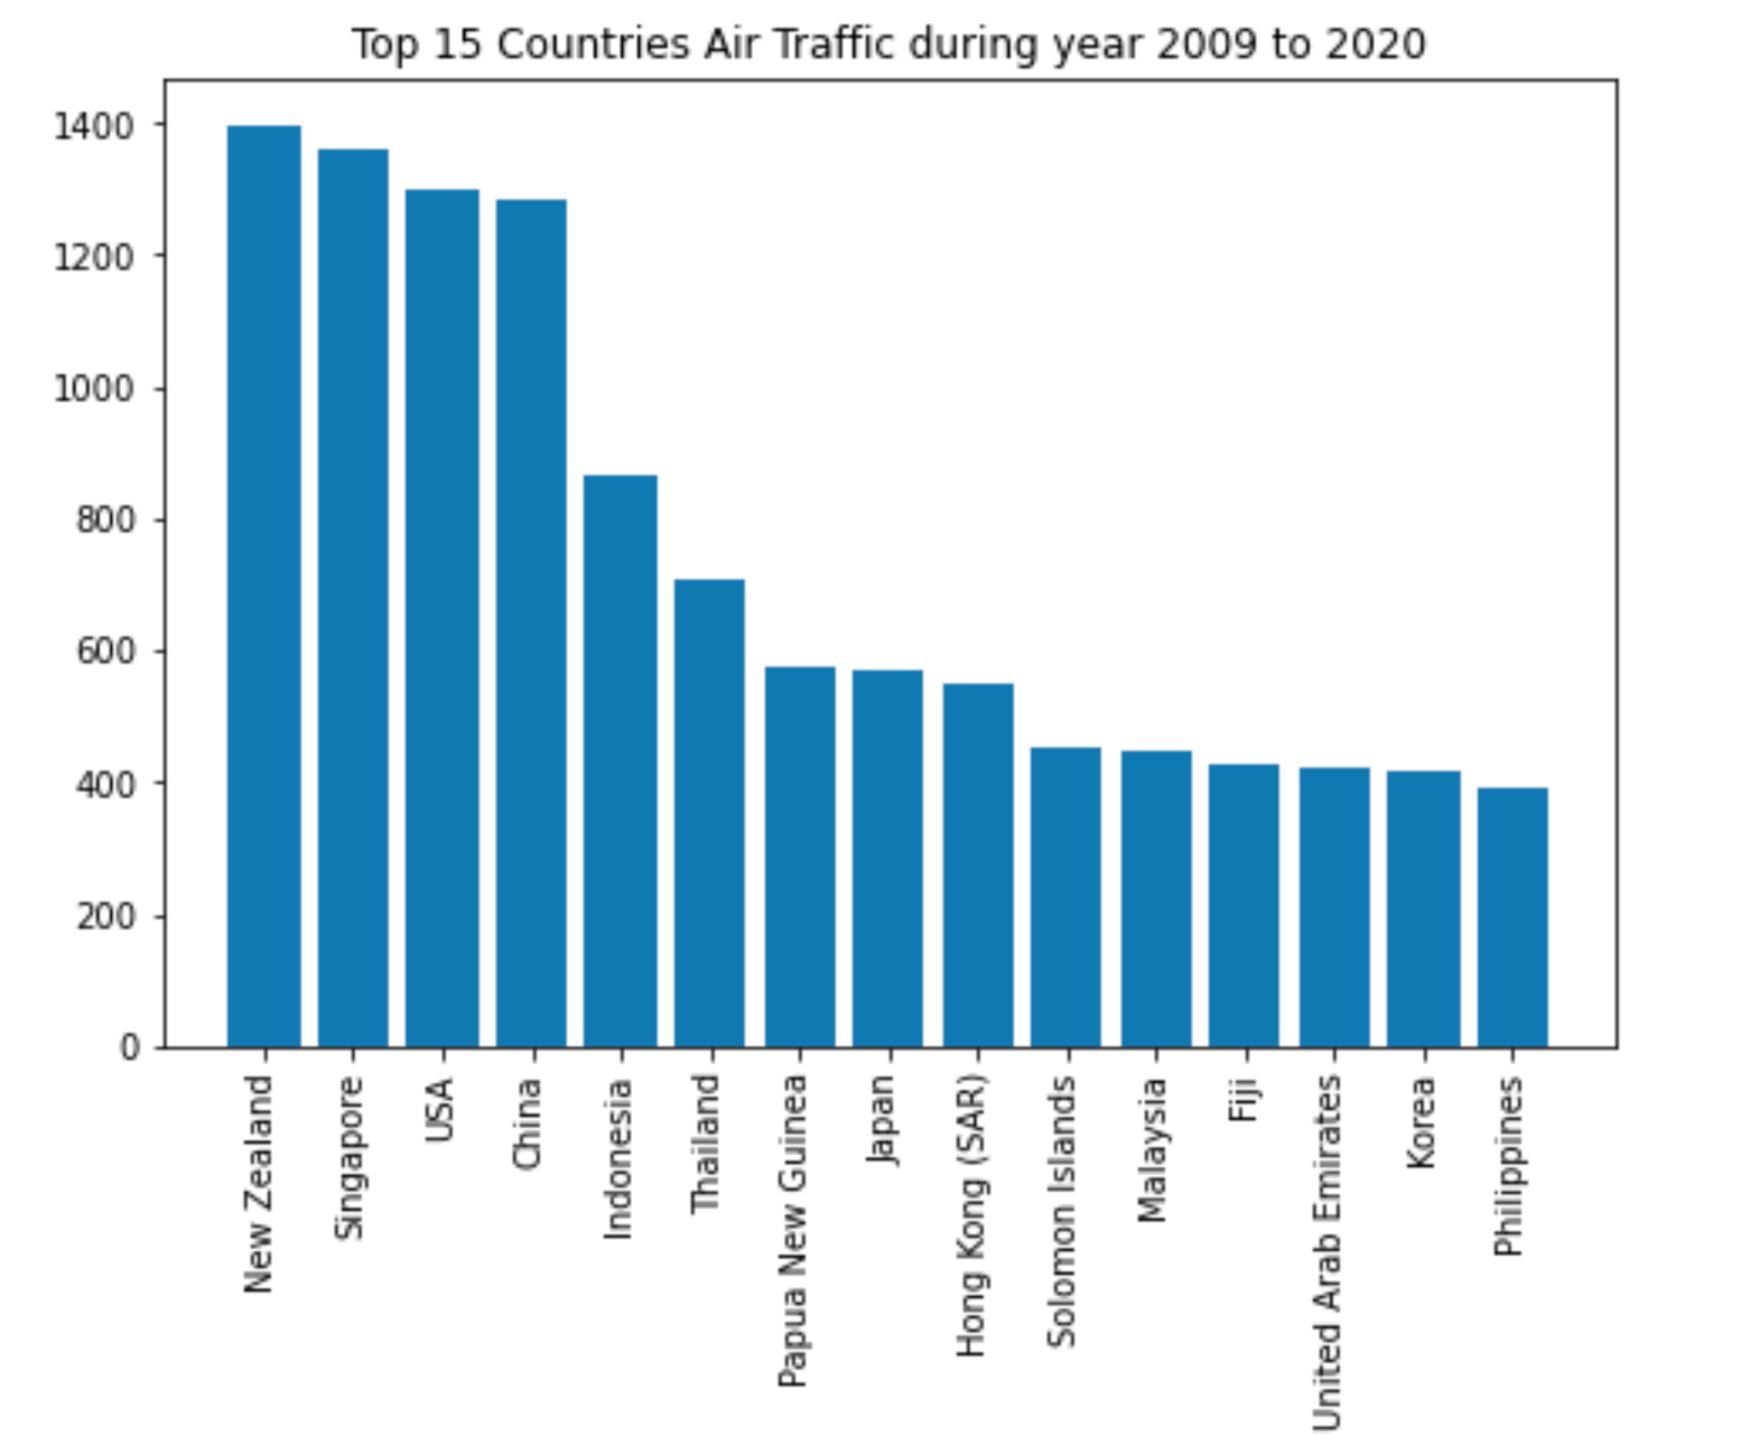 Top 15 Countries Air Traffic during year 2009 to 2020
1400
1200
1000
800
600
400
200
0
New Zealand
Singapore
USA
China
Indonesia
Thailand
Papua New Guinea
Japan
Hong Kong (SAR)
Solomon Islands
Malaysia
Fiji
United Arab Emirates
Korea
Philippines